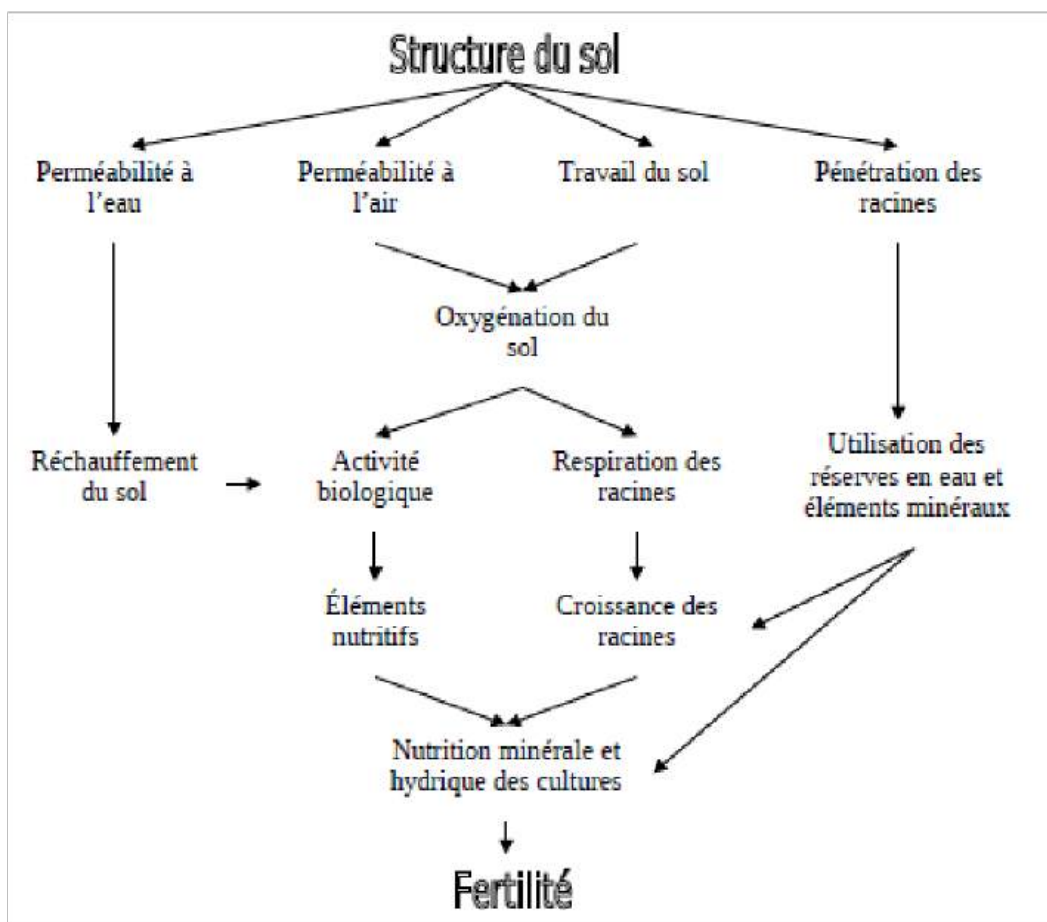 Structure du sol
Perméabilité à
l'eau
Perméabilité à
l'air
Travail du sol
Pénétration des
racines
Oxygénation du
sol
Réchauffement
du sol
Activité
biologique
Respiration des
racines
Utilisation des
réserves en eau et
éléments minéraux
Éléments
nutritifs
Croissance des
racines
Nutrition minérale et
hydrique des cultures
Fertilité